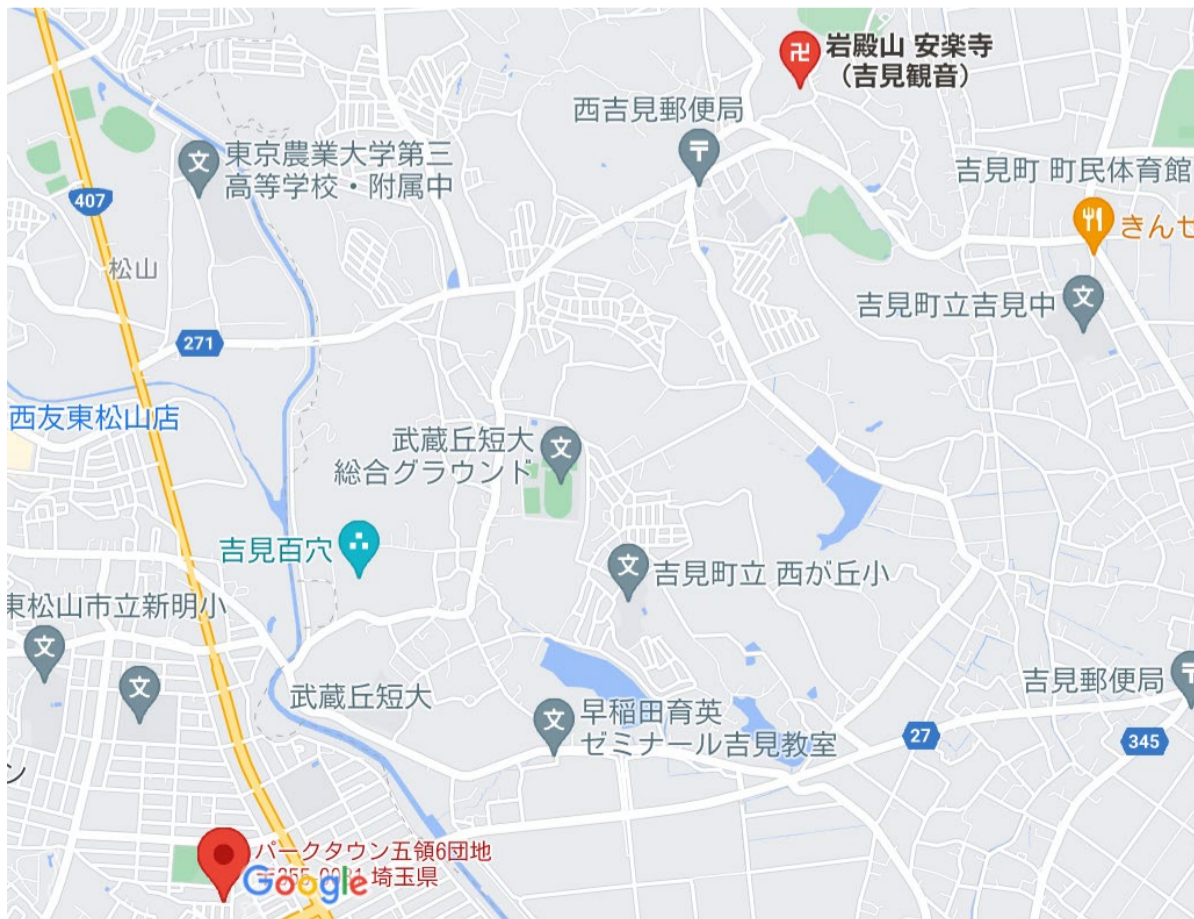 岩殿山 安楽寺
（吉見観音）
西吉見郵便局
東京農業大学第三
高等学校・附属中
吉見町 町民体育館
407
きんせ
松山
吉見町立吉見中
271
西友東松山店
武蔵丘短大
総合グラウンド
吉見百穴
吉見町立 西が丘小
東松山市立新明小
吉見郵便局
武蔵丘短大
早稲田育英
ゼミナール吉見教室
27
345
ン
パークタウン五領6団地
埼玉県
Google